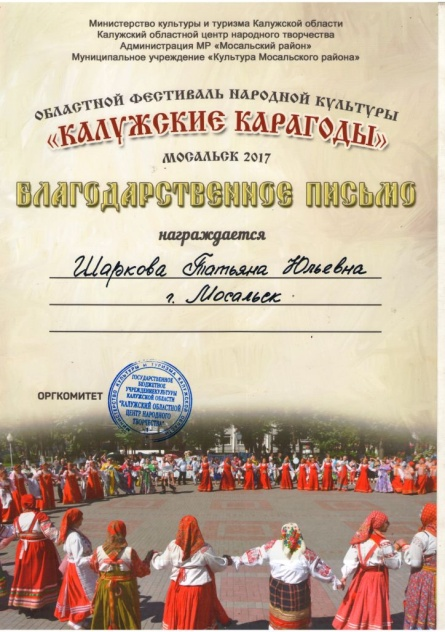 Министерство культуры и туризма Калужской области
Калужский областной центр народного творчества
Администрация МР «Мосальский район»
Муниципальное учреждение «Культура Мосальского района»
ОБЛАСТНОЙ ФЕСТИВАЛЬ НАРОДНОЙ КУЛЬТУРЫ
«КАЛУЖСКИЕ КАРАГОДЫ»
МОСАЛЬСК 2017
БЛАГОДАРСТВЕННОЕ ПИСЬМО
награждается
Шаркова Татьяна Юльевна
г. Мосальск
ОРГКОМИТЕТ
ГОСУДАРСТВЕННОЕ
БЮДЖЕТНОЕ
УЧРЕЖДЕНИЕ КУЛЬТУРЫ
КАЛУЖСКОЙ ОБЛАСТИ
"КАЛУЖСКИЙ ОБЛАСТНОЙ
ЦЕНТР НАРОДНОГО
ТВОРЧЕСТВА"